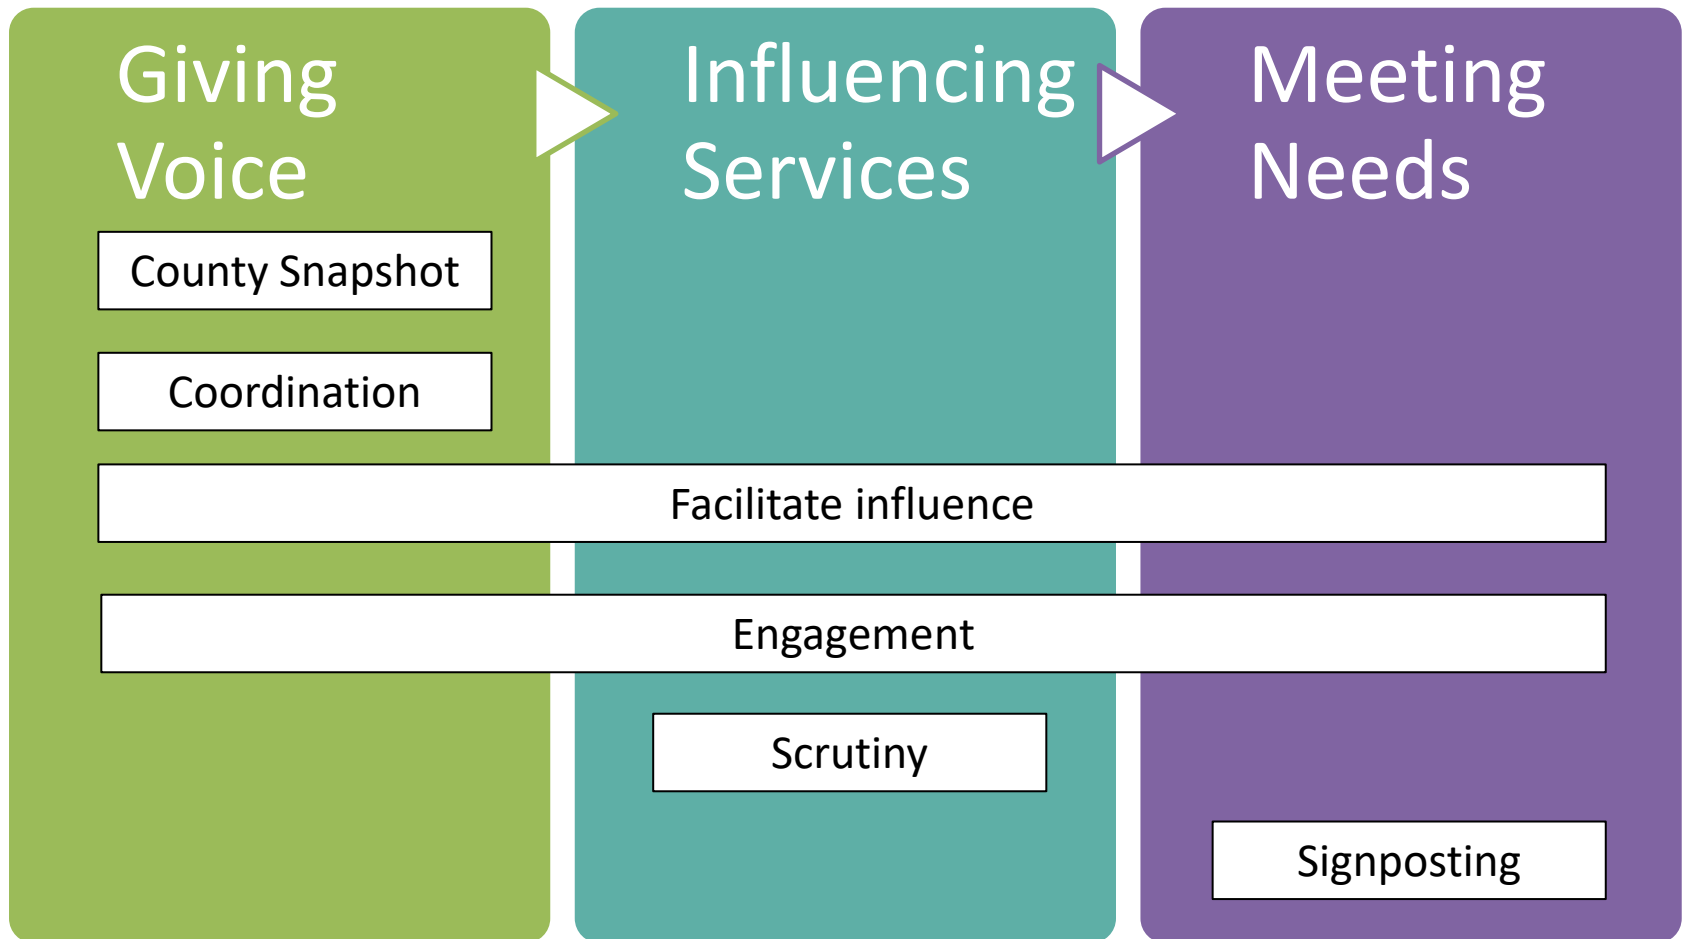 Giving
Voice
Influencing
Services
Meeting
Needs
County Snapshot
Coordination
Facilitate influence
Engagement
Scrutiny
Signposting